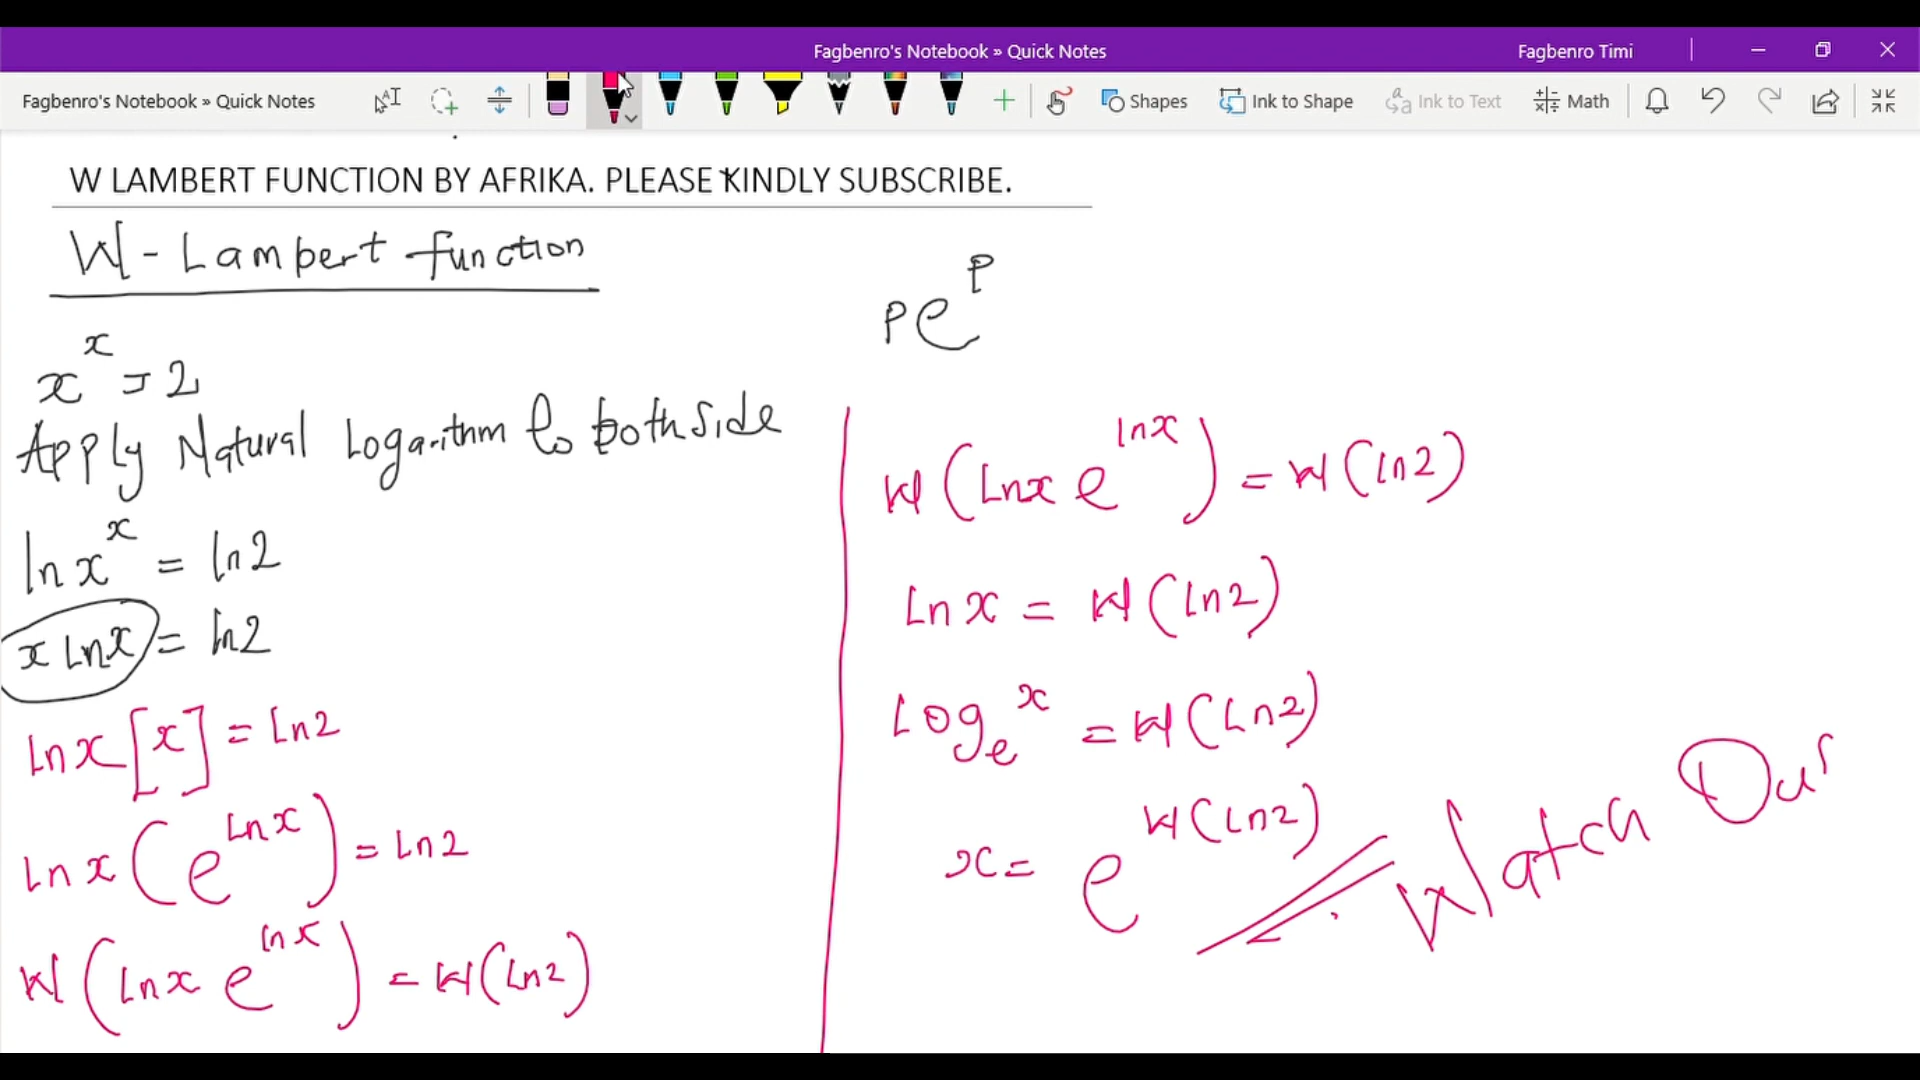 Fagbenro's Notebook » Quick Notes
Fagbenro Timi
Fagbenro's Notebook » Quick Notes
Shapes
Ink to Shape
Ink to Text
Math
W LAMBERT FUNCTION BY AFRIKA. PLEASE KINDLY SUBSCRIBE.
W - Lambert function
x^x = 2
Apply Natural Logarithm to both side
ln x^x = ln2
x Lnx = ln2
lnx [x] = Ln2
Lnx (e^{Lnx}) = Ln2
W (Lnx e^{lnx}) = W (Ln2)
Pe^P
W (Lnx e^{lnx}) = W (ln2)
Lnx = W (ln2)
Log_e^x = W (Ln2)
x = e^{W(Ln2)}
Watch Our